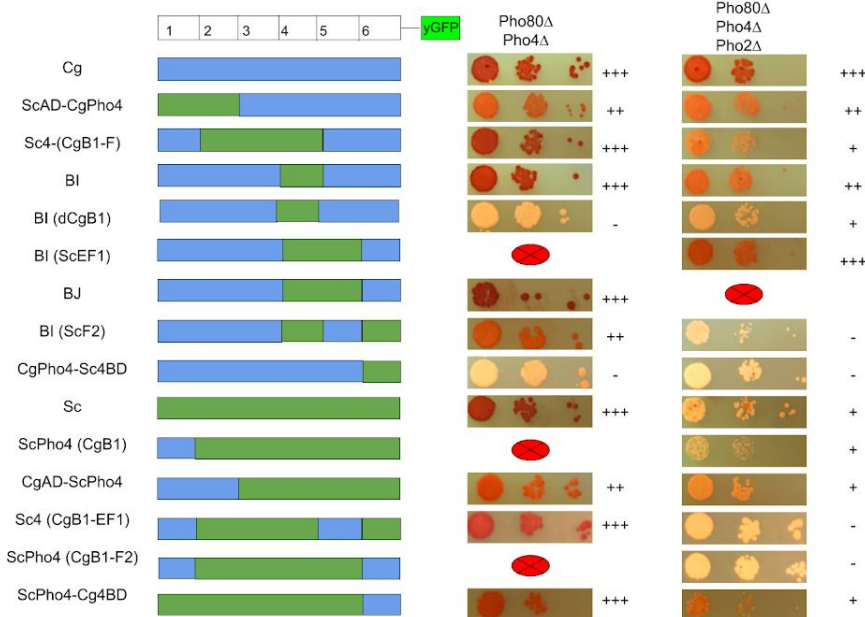 1 2 3 4 5 6 yGFP
Pho80Δ
Pho4Δ
Pho80Δ
Pho4Δ
Pho2Δ
Cg +++ +++
ScAD-CgPho4 ++ ++
Sc4-(CgB1-F) +++ +
BI +++ ++
BI (dCgB1) - +
BI (ScEF1) +++
BJ +++
BI (ScF2) ++ -
CgPho4-Sc4BD - -
Sc +++ +
ScPho4 (CgB1) +
CgAD-ScPho4 ++ +
Sc4 (CgB1-EF1) +++ -
ScPho4 (CgB1-F2) -
ScPho4-Cg4BD +++ +